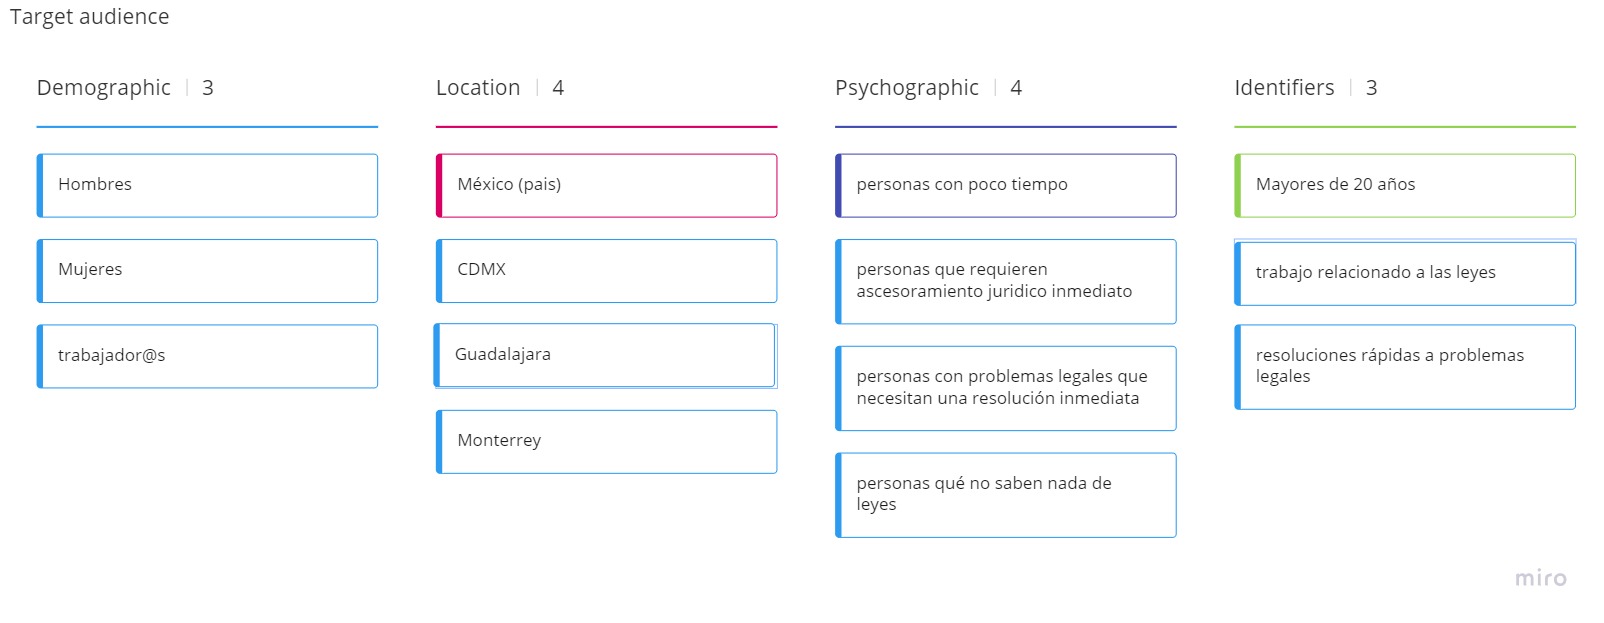 Target audience
Demographic | 3
Hombres
Mujeres
trabajador@s
Location | 4
México (pais)
CDMX
Guadalajara
Monterrey
Psychographic | 4
personas con poco tiempo
personas que requieren
ascesoramiento juridico inmediato
personas con problemas legales que
necesitan una resolución inmediata
personas qué no saben nada de
leyes
Identifiers | 3
Mayores de 20 años
trabajo relacionado a las leyes
resoluciones rápidas a problemas
legales
miro